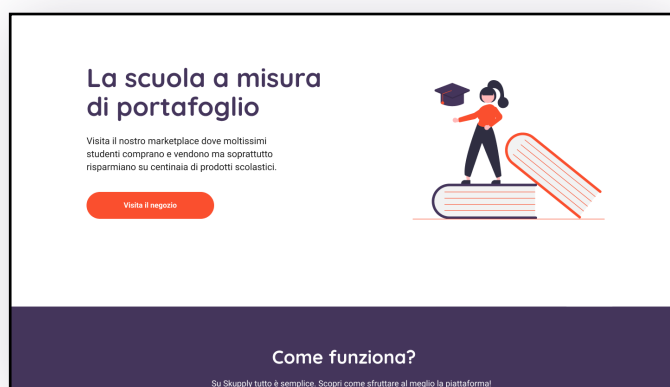 La scuola a misura
di portafoglio
Visita il nostro marketplace dove moltissimi
studenti comprano e vendono ma soprattutto
risparmiano su centinaia di prodotti scolastici.
Visita il negozio
Come funziona?
Su Skupply tutto è semplice. Scopri come sfruttare al meglio la piattaforma!